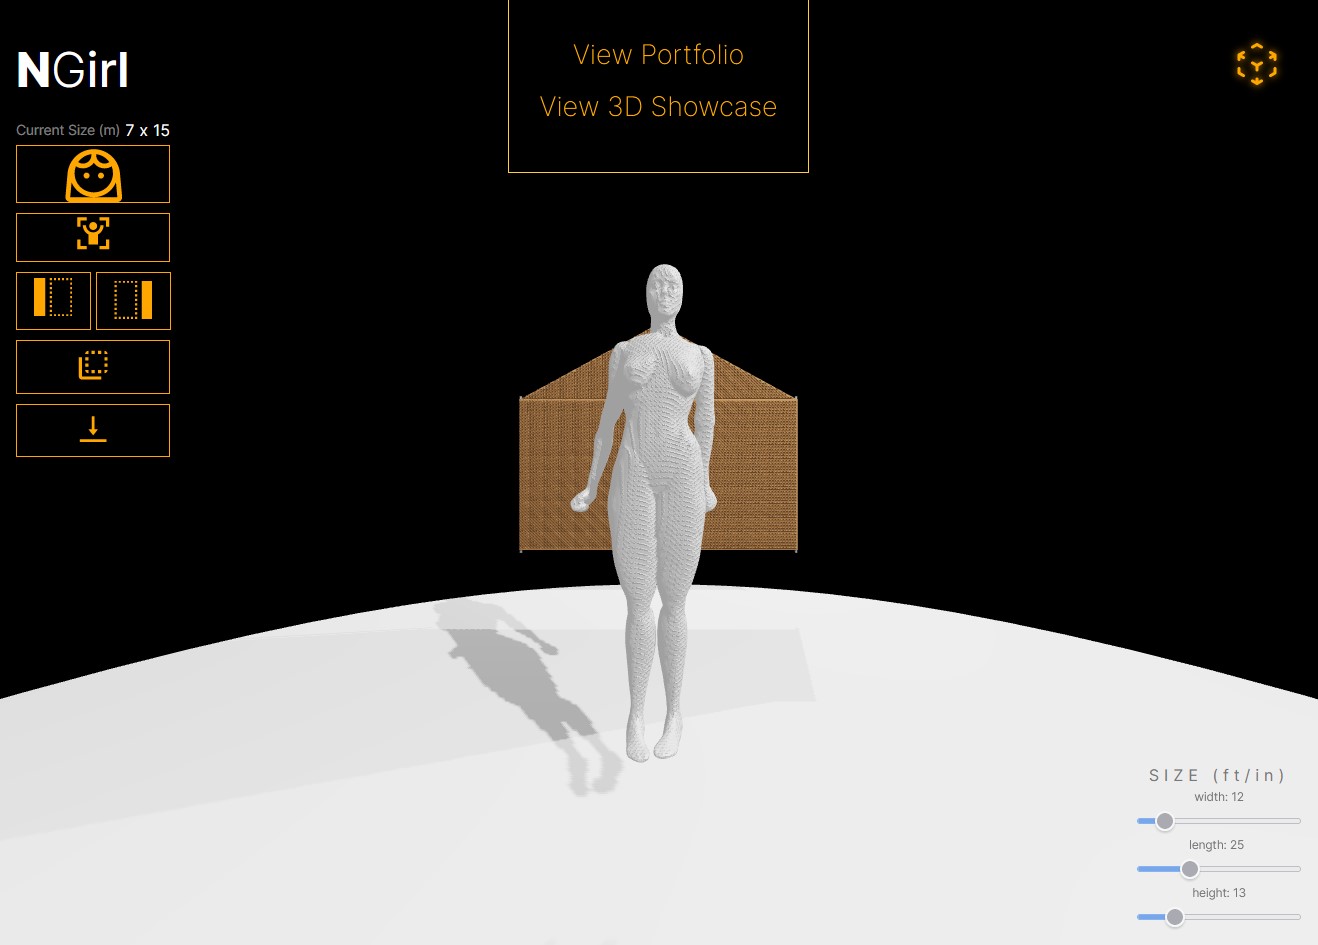 View Portfolio
View 3D Showcase
NGirl
Current Size (m) 7 x 15
SIZE (ft/in)
width: 12
length: 25
height: 13